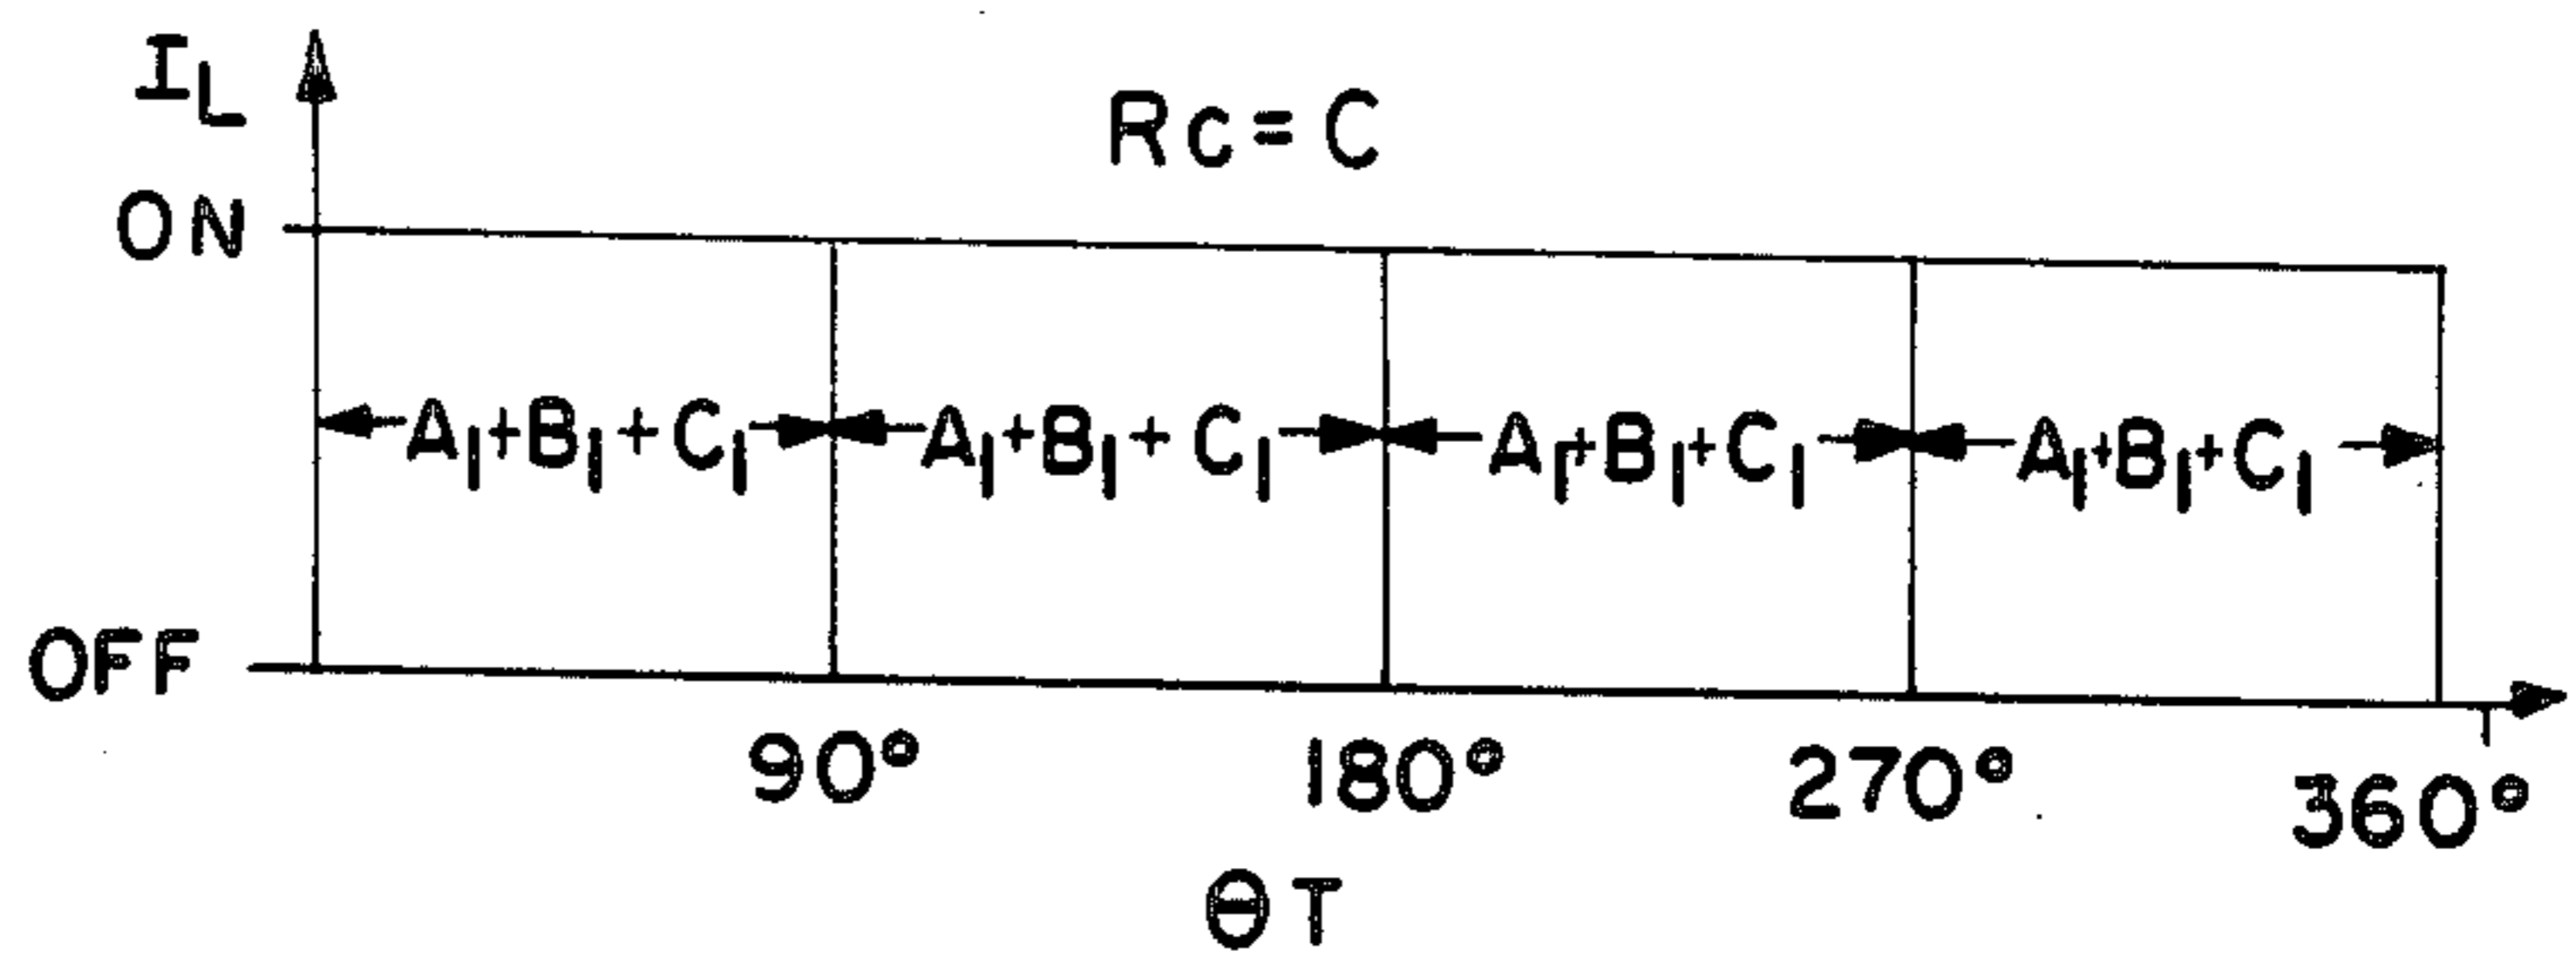 I_L
Rc = C
ON
A₁+B₁+C₁ A₁+B₁+C₁ A₁+B₁+C₁ A₁+B₁+C₁
OFF
90° 180° 270° 360°
ΘT